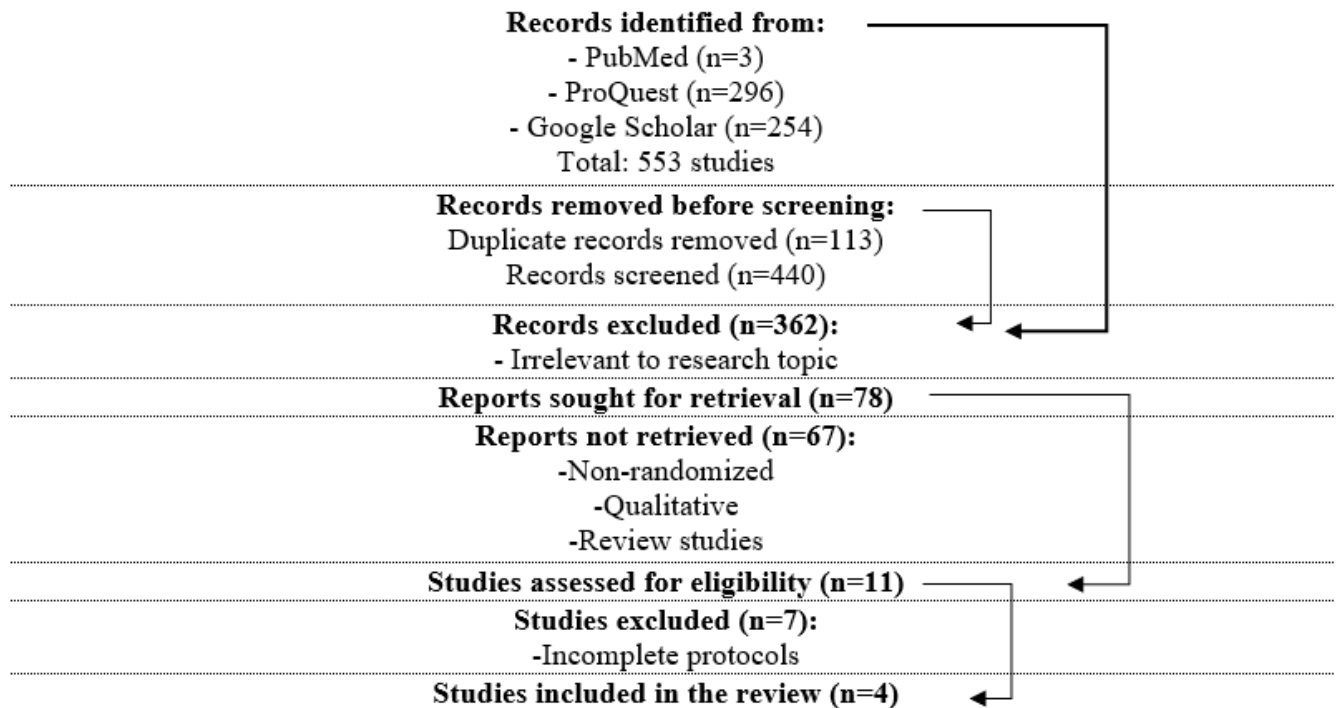 Records identified from:
- PubMed (n=3)
- ProQuest (n=296)
- Google Scholar (n=254)
Total: 553 studies
Records removed before screening:
Duplicate records removed (n=113)
Records screened (n=440)
Records excluded (n=362):
- Irrelevant to research topic
Reports sought for retrieval (n=78)
Reports not retrieved (n=67):
-Non-randomized
-Qualitative
-Review studies
Studies assessed for eligibility (n=11)
Studies excluded (n=7):
-Incomplete protocols
Studies included in the review (n=4)